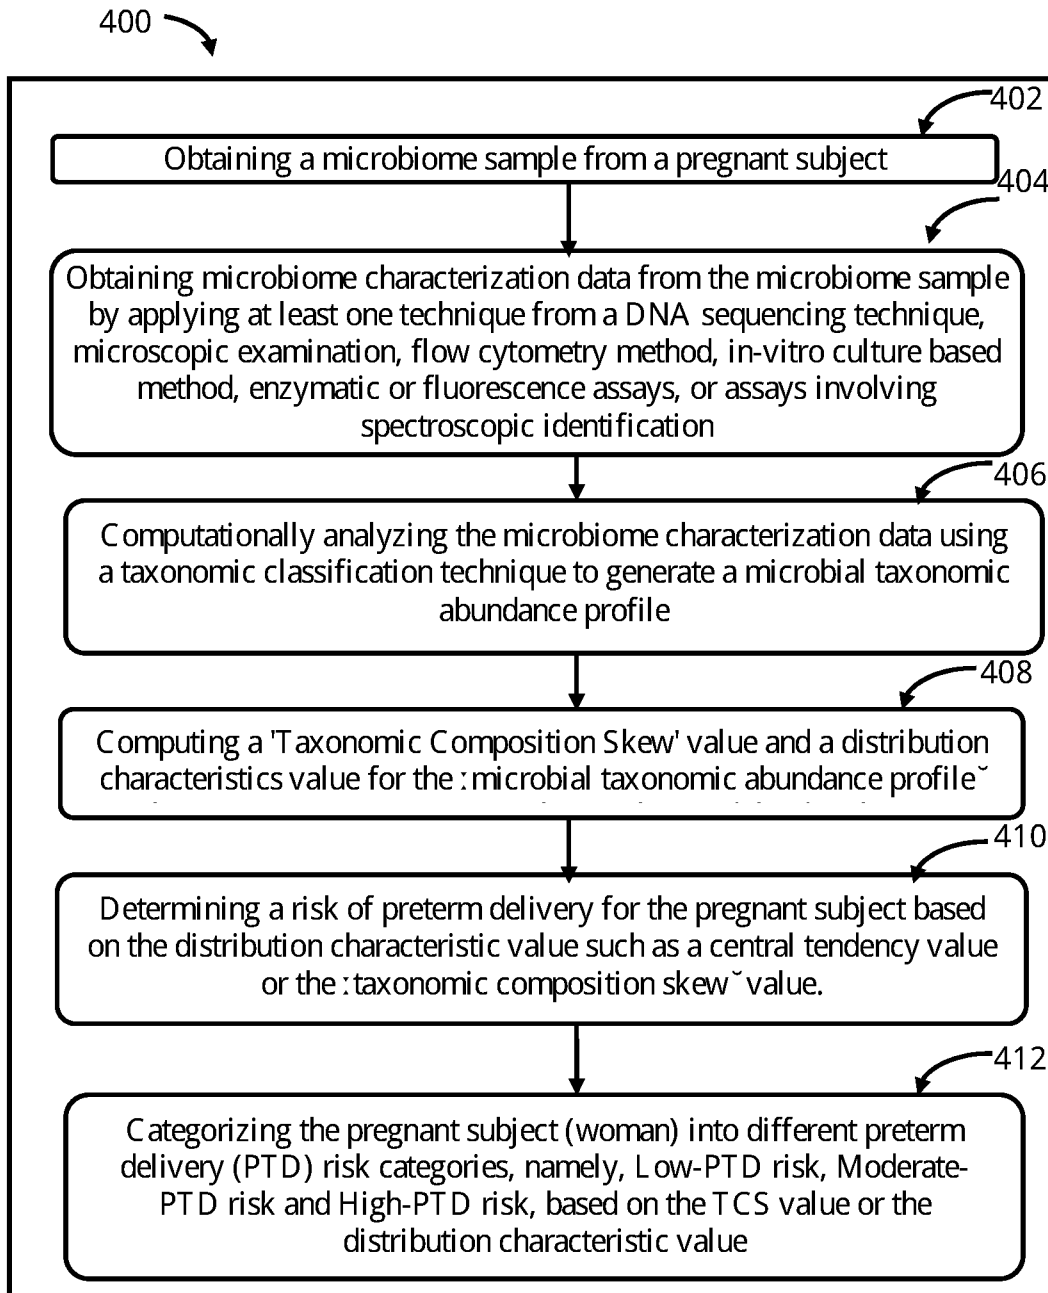 400
402
Obtaining a microbiome sample from a pregnant subject
404
Obtaining microbiome characterization data from the microbiome sample
by applying at least one technique from a DNA sequencing technique,
microscopic examination, flow cytometry method, in-vitro culture based
method, enzymatic or fluorescence assays, or assays involving
spectroscopic identification
406
Computationally analyzing the microbiome characterization data using
a taxonomic classification technique to generate a microbial taxonomic
abundance profile
408
Computing a 'Taxonomic Composition Skew' value and a distribution
characteristics value for the ːmicrobial taxonomic abundance profile˘
410
Determining a risk of preterm delivery for the pregnant subject based
on the distribution characteristic value such as a central tendency value
or the ːtaxonomic composition skew˘ value.
412
Categorizing the pregnant subject (woman) into different preterm
delivery (PTD) risk categories, namely, Low-PTD risk, Moderate-
PTD risk and High-PTD risk, based on the TCS value or the
distribution characteristic value